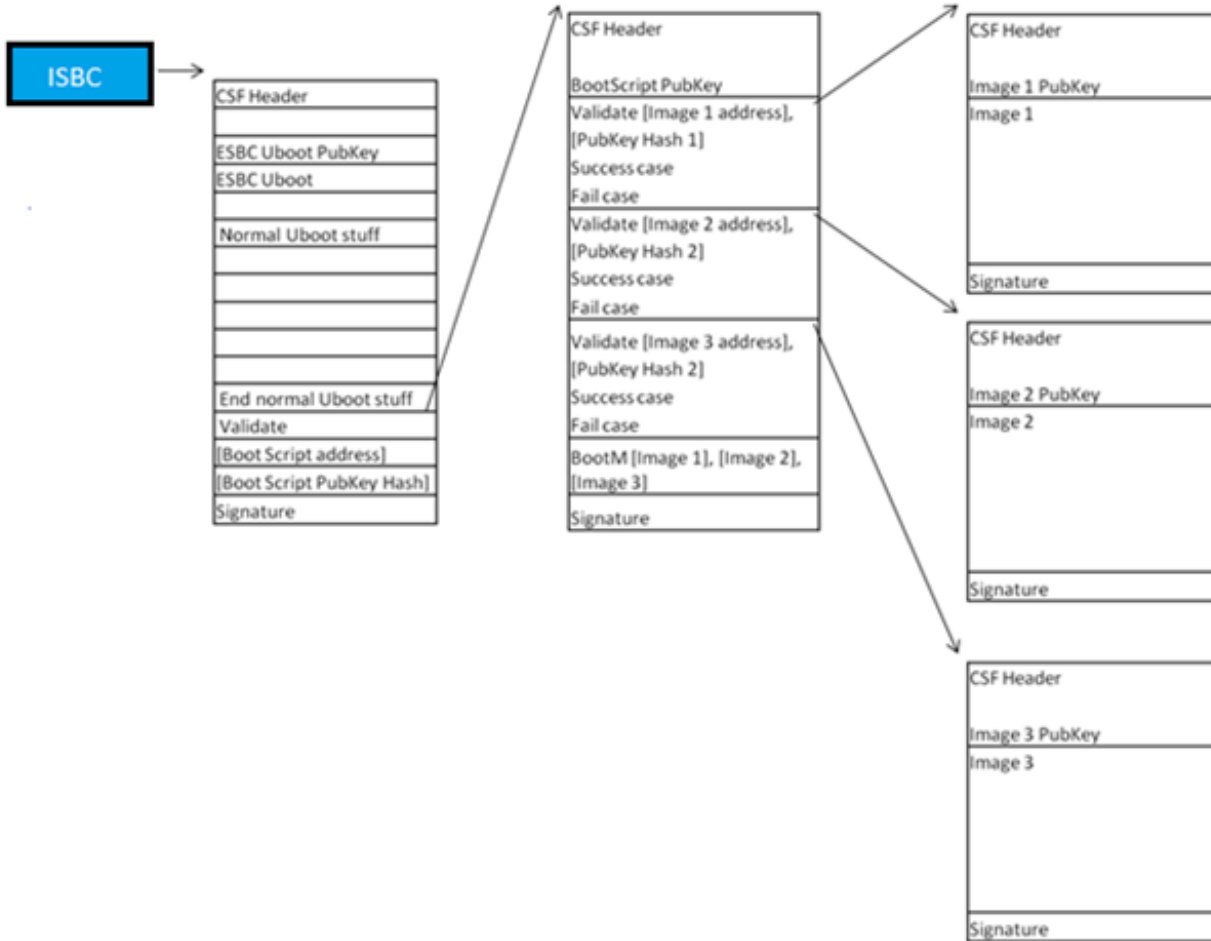 ISBC
CSF Header
ESBC Uboot PubKey
ESBC Uboot
Normal Uboot stuff
End normal Uboot stuff
Validate
[Boot Script address]
[Boot Script PubKey Hash]
Signature
CSF Header
BootScript PubKey
Validate [Image 1 address],
[PubKey Hash 1]
Success case
Fail case
Validate [Image 2 address],
[PubKey Hash 2]
Success case
Fail case
Validate [Image 3 address],
[PubKey Hash 2]
Success case
Fail case
BootM [Image 1], [Image 2],
[Image 3]
Signature
CSF Header
Image 1 PubKey
Image 1
Signature
CSF Header
Image 2 PubKey
Image 2
Signature
CSF Header
Image 3 PubKey
Image 3
Signature